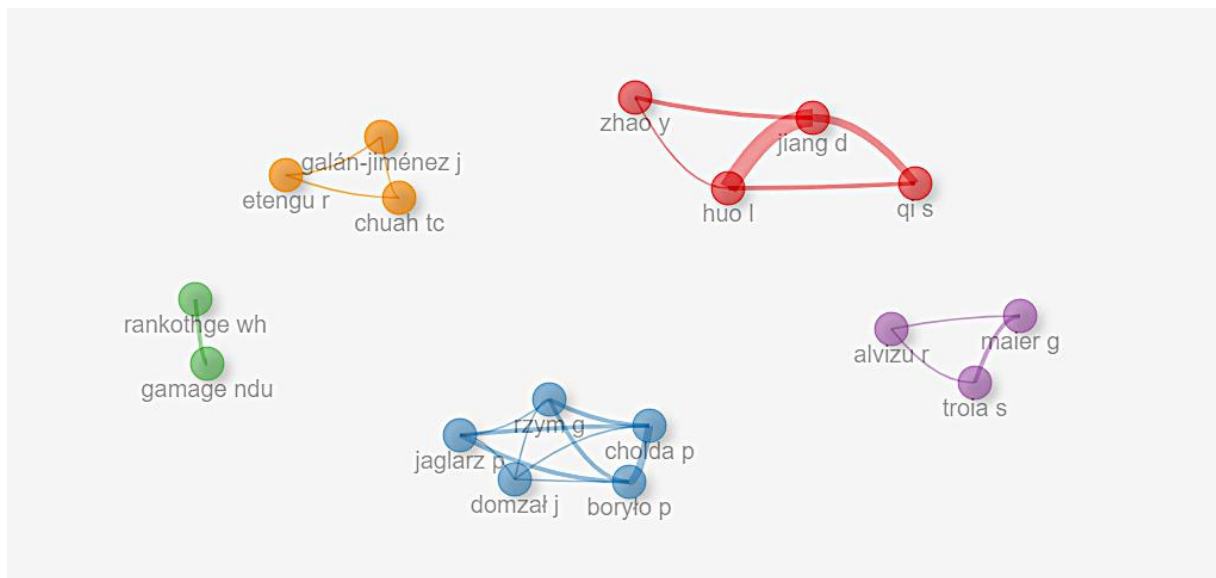 zhao y
jiang d
galán-jiménez j
etengu r
huo l
qi s
chuah tc
rankothge wh
maier g
alvizu r
gamage ndu
troia s
rzym g
chołda p
jaglarz p
domzał j
boryło p